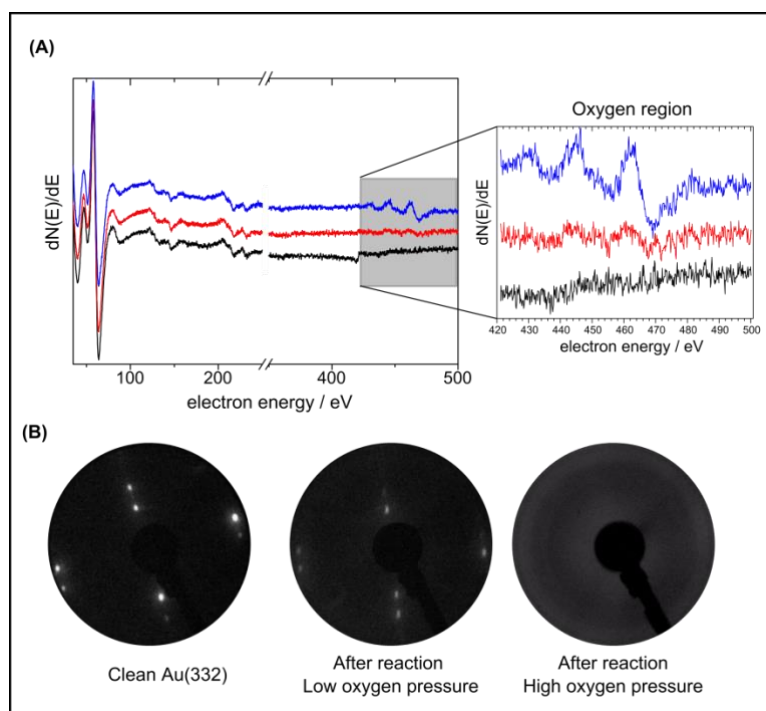 (A)
Oxygen region
dN(E)/dE
100
200
400
500
electron energy / eV
dN(E)/dE
420 430 440 450 460 470 480 490 500
electron energy / eV
(B)
Clean Au(332)
After reaction
Low oxygen pressure
After reaction
High oxygen pressure